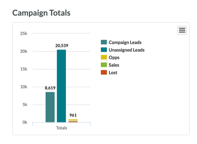 Campaign Totals
25k
20k
15k
10k
5k
0k
8,619
20,539
961
Totals
Campaign Leads
Unassigned Leads
Opps
Sales
Lost